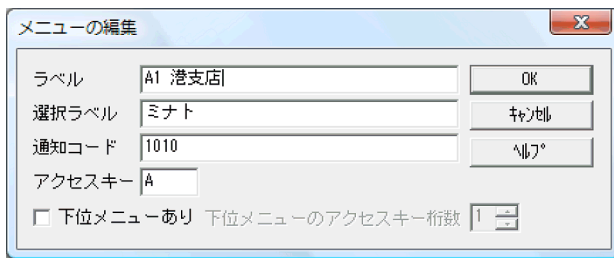 メニューの編集
ラベル A1 港支店 OK
選択ラベル ミナト ｷｬﾝｾﾙ
通知コード 1010 ﾍﾙﾌﾟ
アクセスキー A
下位メニューあり 下位メニューのアクセスキー桁数 1